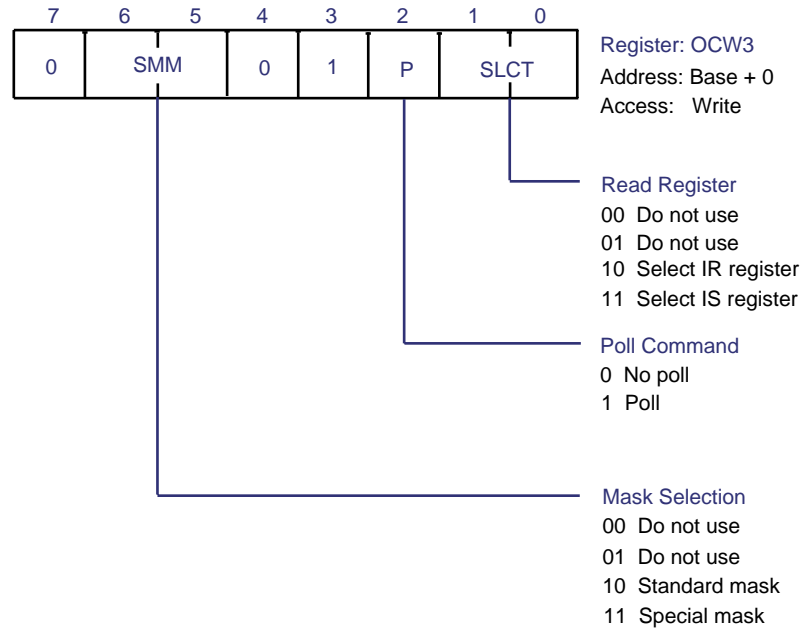 7 6 5 4 3 2 1 0
0 SMM 0 1 P SLCT
Register: OCW3
Address: Base + 0
Access: Write
Read Register
00 Do not use
01 Do not use
10 Select IR register
11 Select IS register
Poll Command
0 No poll
1 Poll
Mask Selection
00 Do not use
01 Do not use
10 Standard mask
11 Special mask